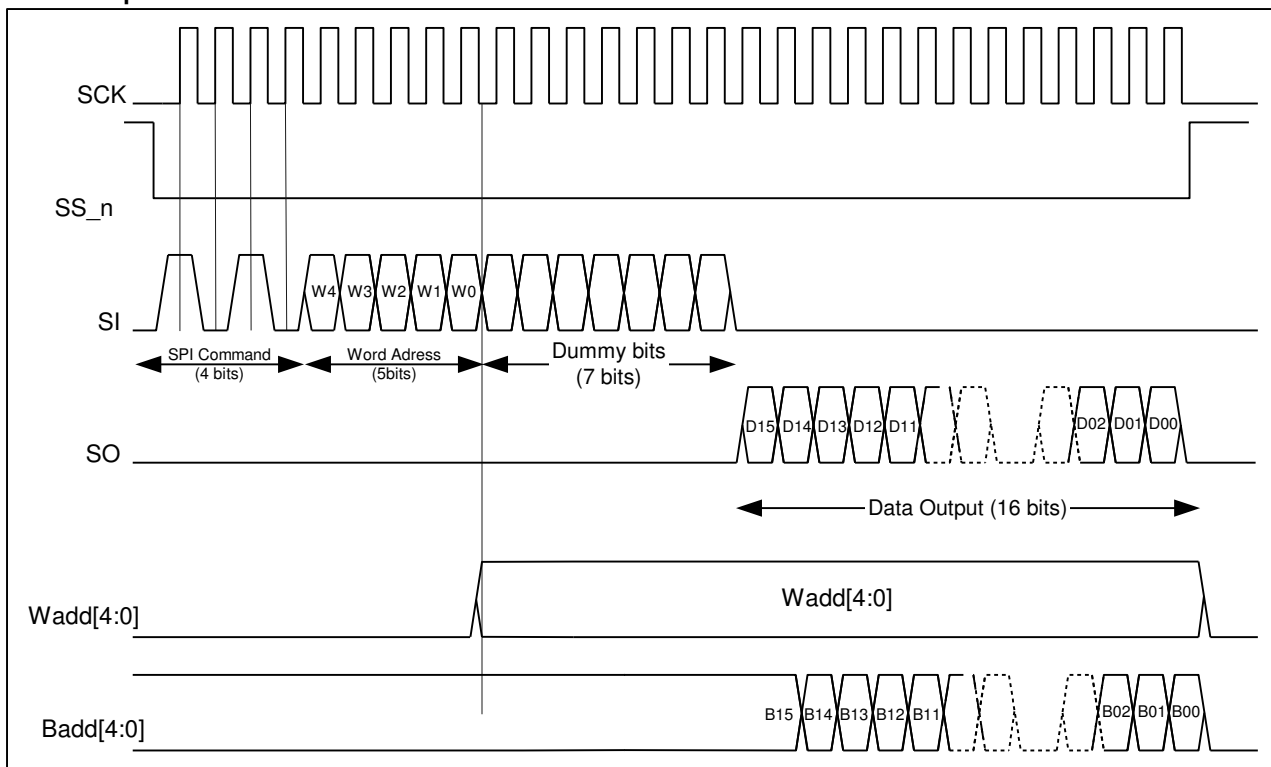 SCK
SS_n
W4 W3 W2 W1 W0
SI
SPI Command
(4 bits)
Word Adress
(5bits)
Dummy bits
(7 bits)
D15 D14 D13 D12 D11 D02 D01 D00
SO
Data Output (16 bits)
Wadd[4:0]
Wadd[4:0]
B15 B14 B13 B12 B11 B02 B01 B00
Badd[4:0]